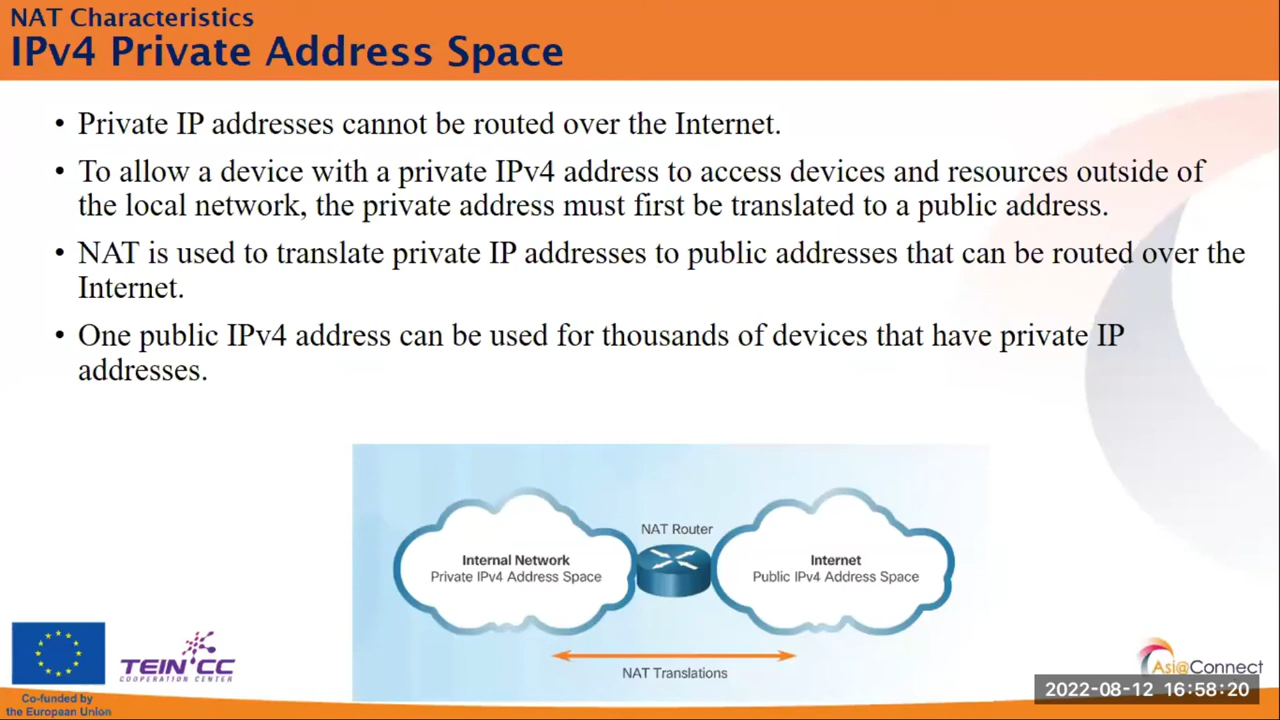 NAT Characteristics
IPv4 Private Address Space
• Private IP addresses cannot be routed over the Internet.
• To allow a device with a private IPv4 address to access devices and resources outside of
the local network, the private address must first be translated to a public address.
• NAT is used to translate private IP addresses to public addresses that can be routed over the
Internet.
• One public IPv4 address can be used for thousands of devices that have private IP
addresses.
NAT Router
Internal Network
Private IPv4 Address Space
Internet
Public IPv4 Address Space
NAT Translations
TEIN*CC
COOPERATION CENTER
Co-funded by
the European Union
Asi@Connect
2022-08-12 16:58:20